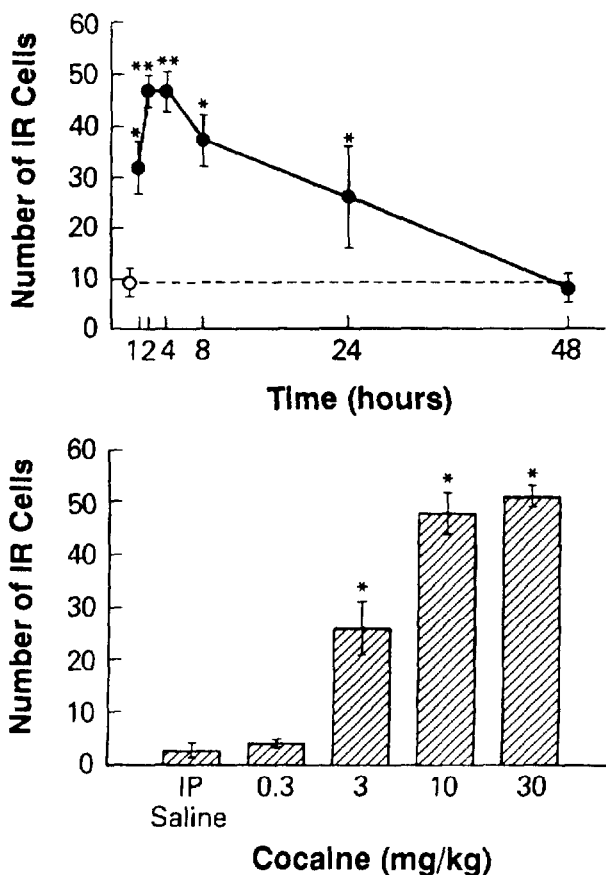 Number of IR Cells
60
50
40
30
20
10
0
* ** ** * *
1 2 4 8 24 48
Time (hours)
Number of IR Cells
60
50
40
30
20
10
0
* * *
IP Saline 0.3 3 10 30
Cocaine (mg/kg)